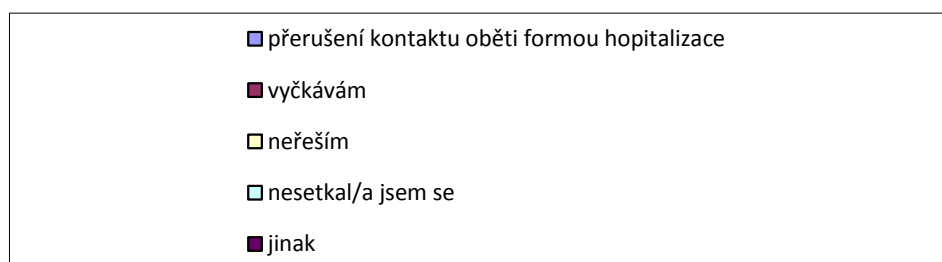 přerušení kontaktu oběti formou hopitalizace
vyčkávám
neřeším
nesetkal/a jsem se
jinak